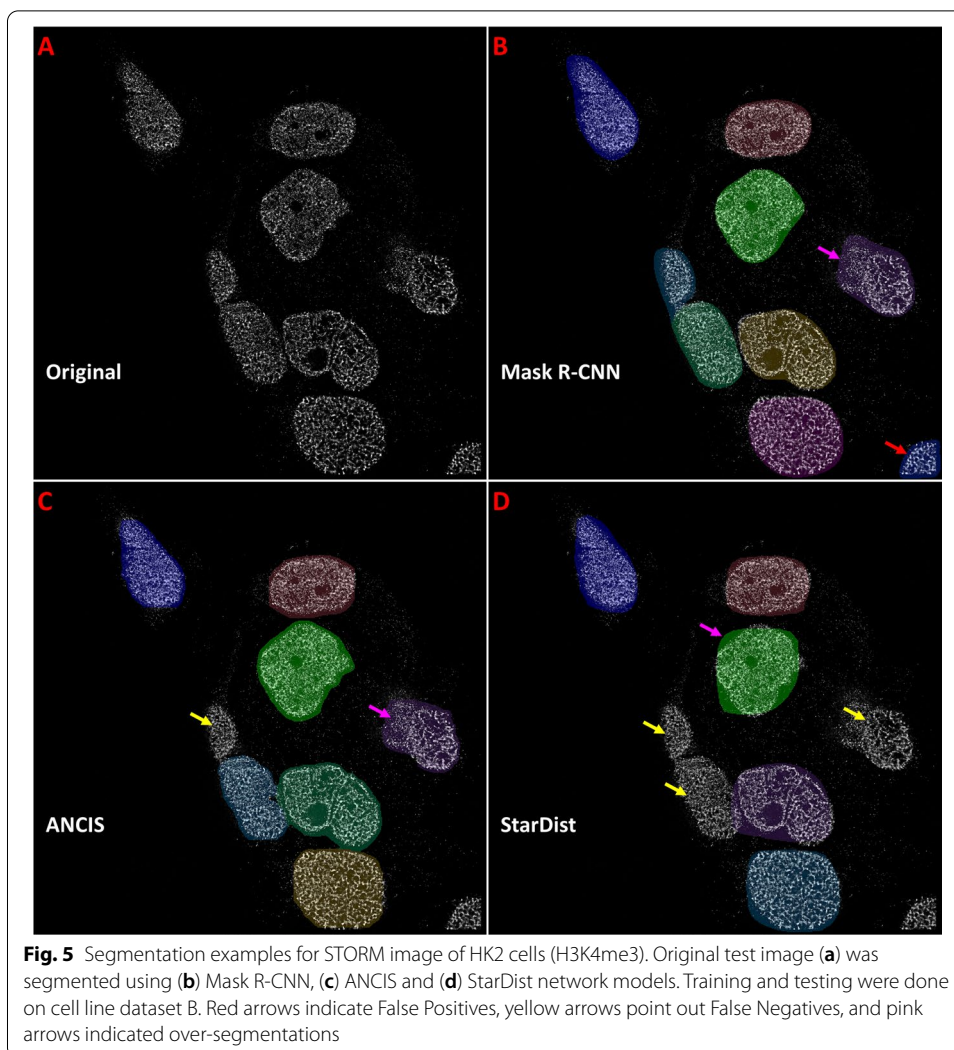 A
B
Original
Mask R-CNN
C
D
ANCIS
StarDist
Fig. 5 Segmentation examples for STORM image of HK2 cells (H3K4me3). Original test image (a) was
segmented using (b) Mask R-CNN, (c) ANCIS and (d) StarDist network models. Training and testing were done
on cell line dataset B. Red arrows indicate False Positives, yellow arrows point out False Negatives, and pink
arrows indicated over-segmentations